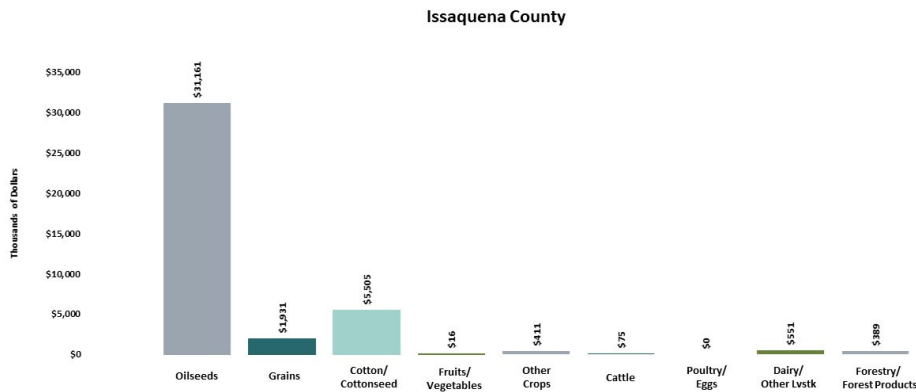 Issaquena County
Thousands of Dollars
$35,000
$30,000
$25,000
$20,000
$15,000
$10,000
$5,000
$0
$31,161
$1,931
$5,505
$16
$411
$75
$0
$551
$389
Oilseeds
Grains
Cotton/
Cottonseed
Fruits/
Vegetables
Other
Crops
Cattle
Poultry/
Eggs
Dairy/
Other Lvstk
Forestry/
Forest Products